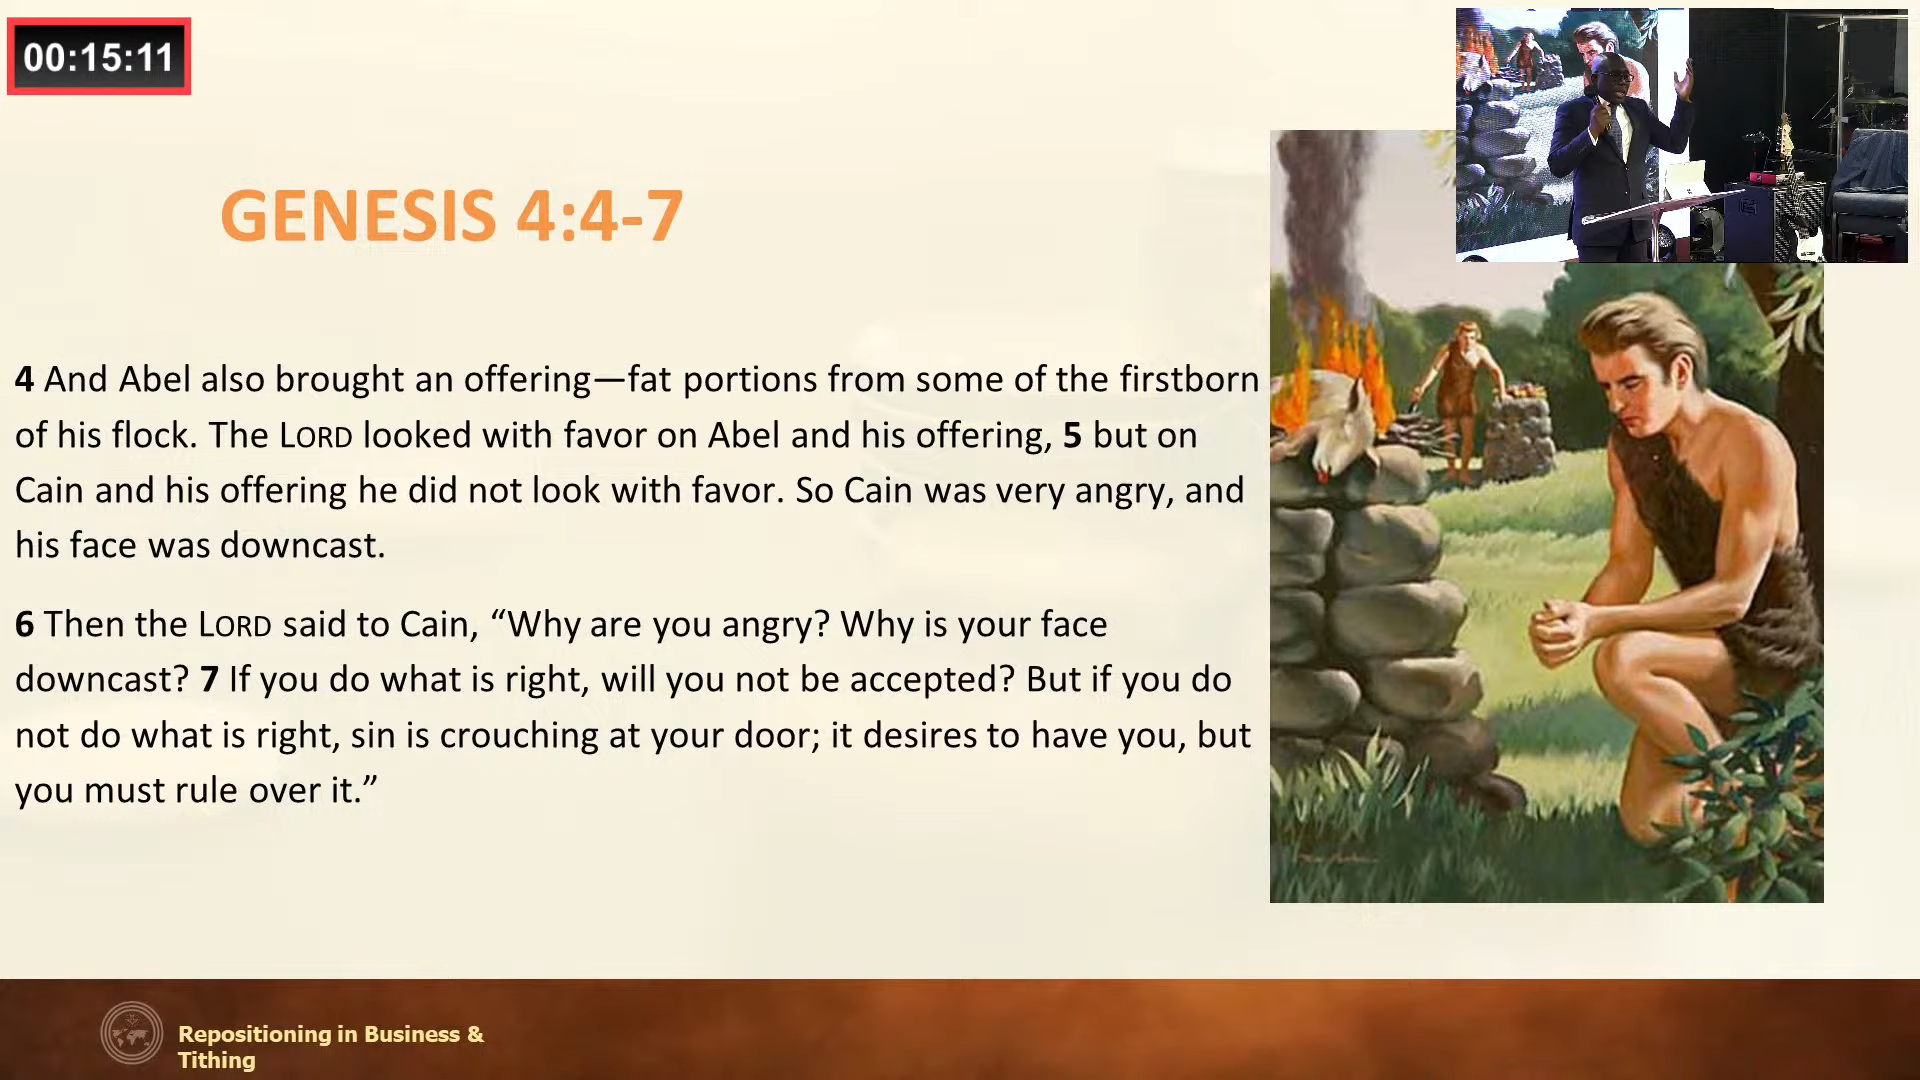 00:15:11
GENESIS 4:4-7
4 And Abel also brought an offering—fat portions from some of the firstborn
of his flock. The LORD looked with favor on Abel and his offering, 5 but on
Cain and his offering he did not look with favor. So Cain was very angry, and
his face was downcast.
6 Then the LORD said to Cain, “Why are you angry? Why is your face
downcast? 7 If you do what is right, will you not be accepted? But if you do
not do what is right, sin is crouching at your door; it desires to have you, but
you must rule over it.”
Repositioning in Business &
Tithing